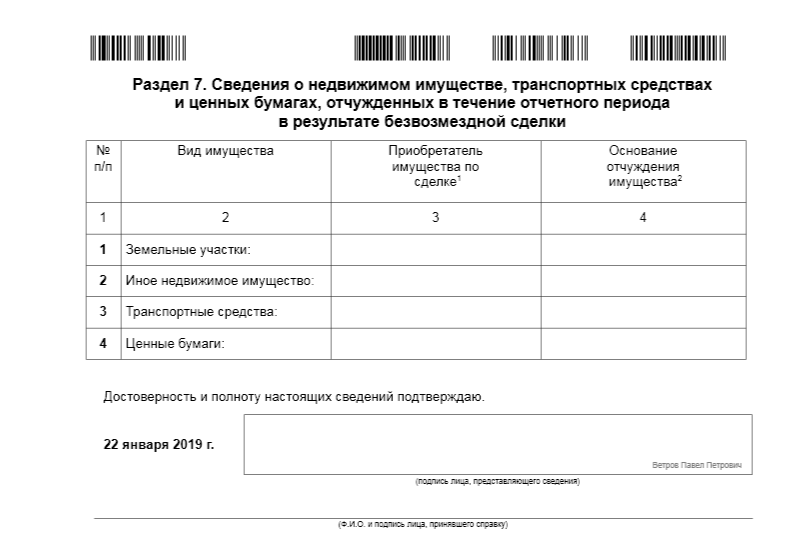 Раздел 7. Сведения о недвижимом имуществе, транспортных средствах
и ценных бумагах, отчужденных в течение отчетного периода
в результате безвозмездной сделки
№ п/п
Вид имущества
Приобретатель имущества по сделке1
Основание отчуждения имущества2
1 2 3 4
1 Земельные участки:
2 Иное недвижимое имущество:
3 Транспортные средства:
4 Ценные бумаги:
Достоверность и полноту настоящих сведений подтверждаю.
22 января 2019 г.
Ветров Павел Петрович
(подпись лица, представляющего сведения)
(Ф.И.О. и подпись лица, принявшего справку)